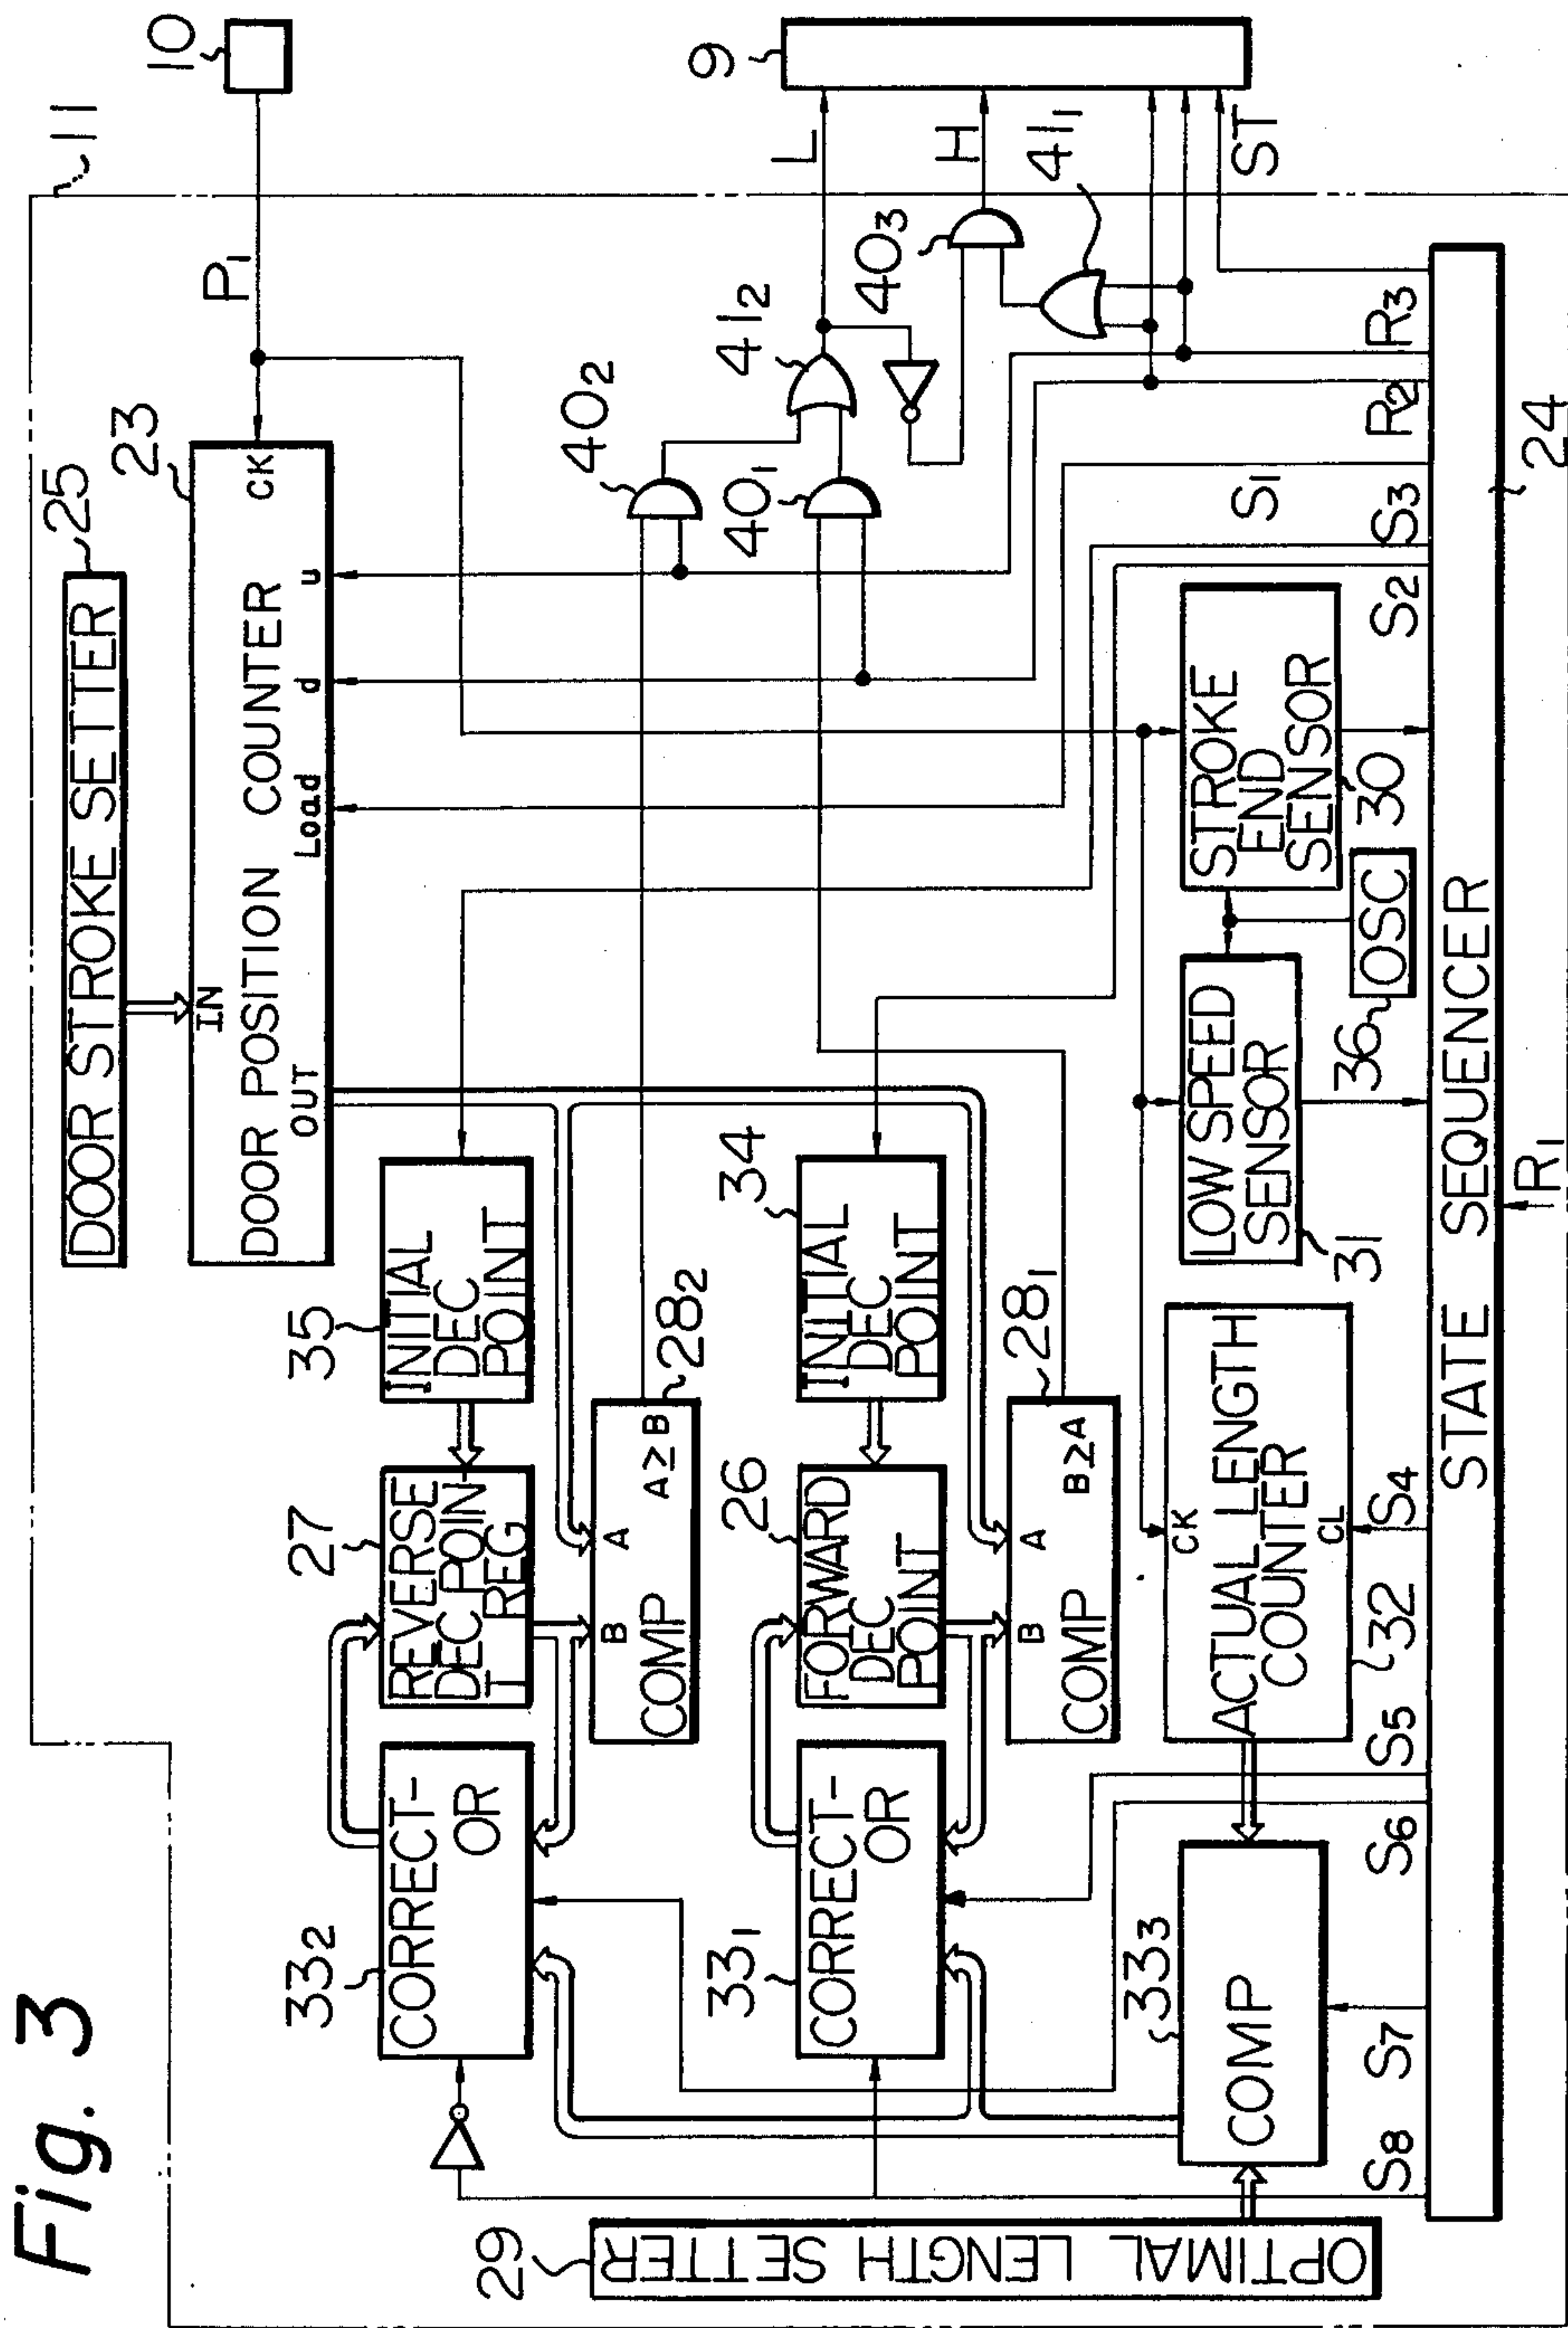 Fig. 3
11
10
P1
DOOR STROKE SETTER
25
23
IN
CK
DOOR POSITION COUNTER
OUT
Load
d
u
332
CORRECT-
OR
27
REVERSE
DEC POIN
T REG
35
INITIAL
DEC
POINT
B
A
A≥B
COMP
282
402
401
412
L
9
331
CORRECT-
OR
26
FORWARD
DEC
POINT
34
INITIAL
DEC
POINT
B
A
B≥A
COMP
281
403
H
411
ST
29
OPTIMAL LENGTH SETTER
333
COMP
CK
ACTUAL LENGTH
COUNTER
CL
32
LOW SPEED
SENSOR
31
STROKE
END
SENSOR
30
36
OSC
S1
S8
S7
S6
S5
S4
S2
S3
R2
R3
STATE SEQUENCER
24
R1